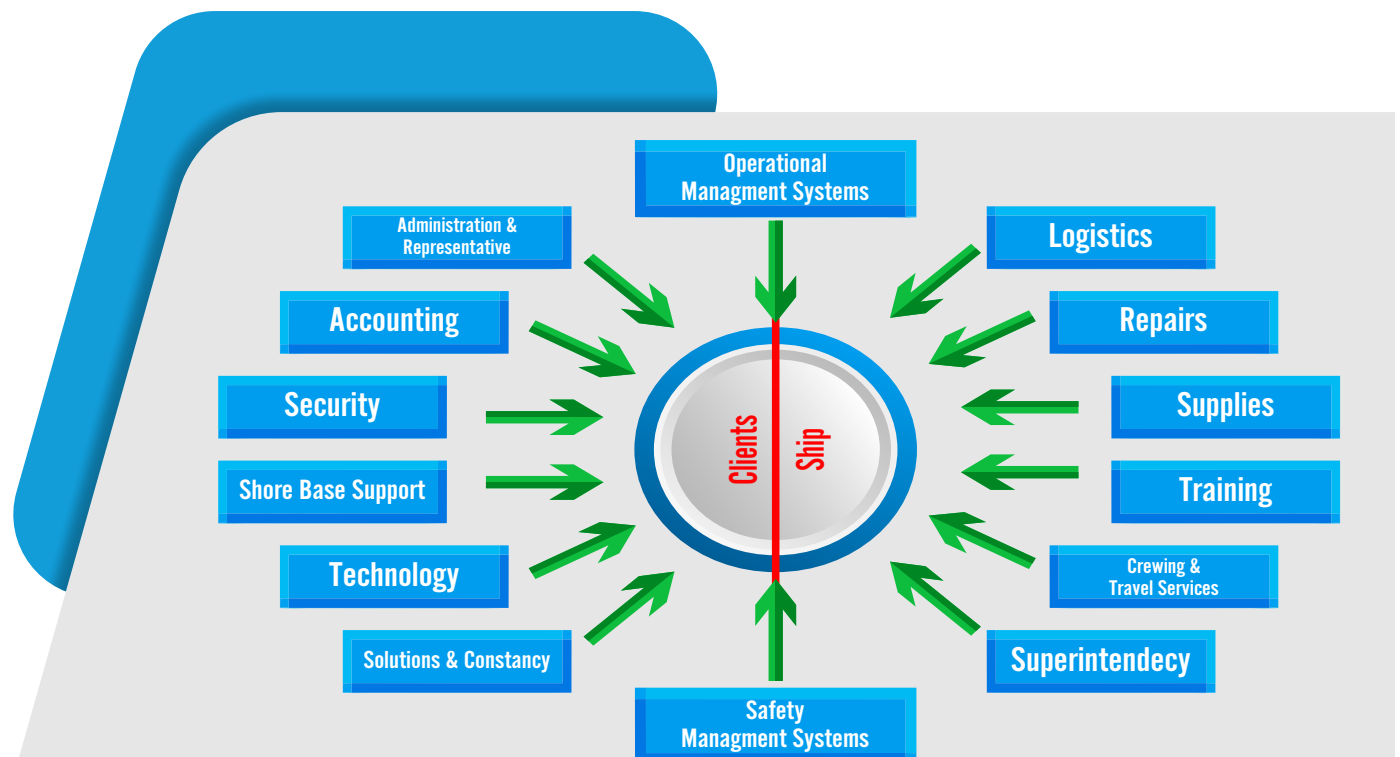 Operational
Managment Systems
Administration &
Representative
Logistics
Accounting
Repairs
Security
Supplies
Clients
Ship
Shore Base Support
Training
Technology
Crewing &
Travel Services
Solutions & Constancy
Superintendecy
Safety
Managment Systems